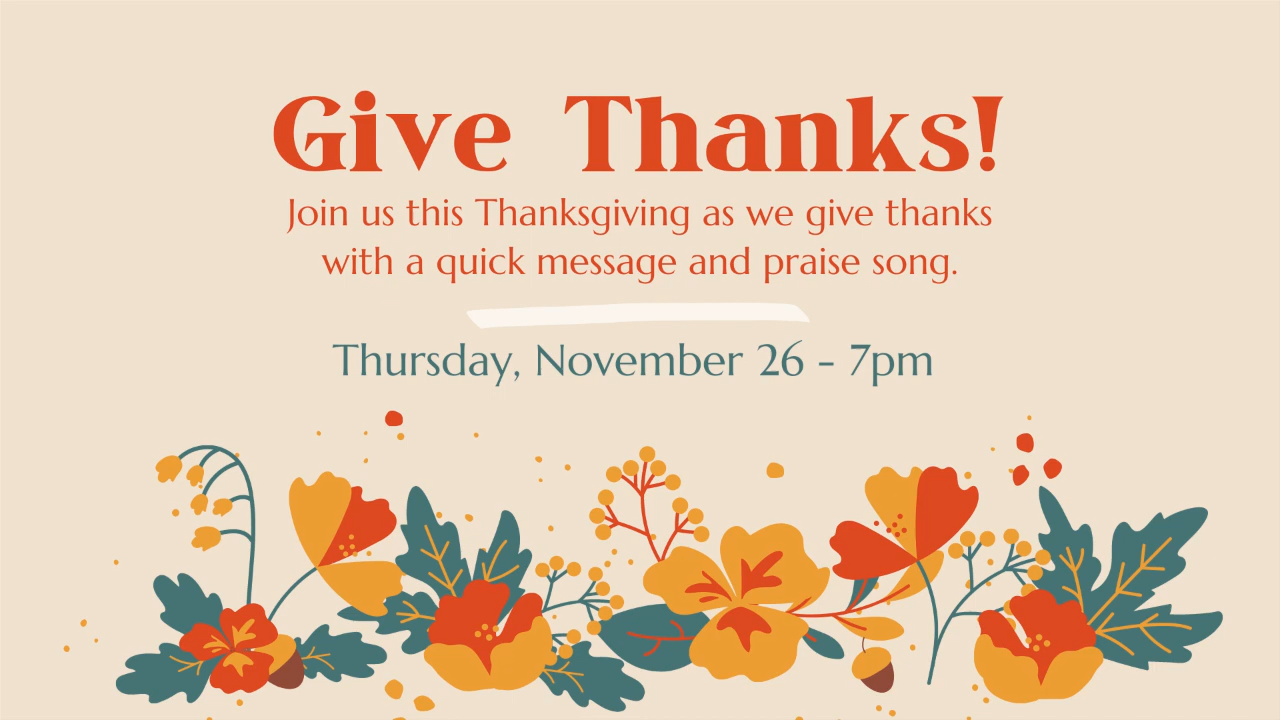 Give Thanks!
Join us this Thanksgiving as we give thanks
with a quick message and praise song.
Thursday, November 26 - 7pm